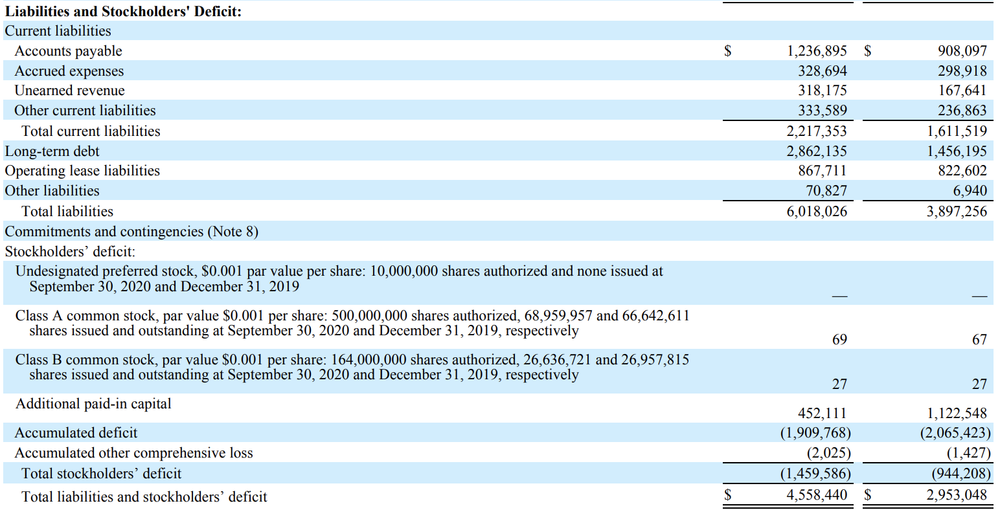 Liabilities and Stockholders' Deficit:
Current liabilities
Accounts payable $ 1,236,895 $ 908,097
Accrued expenses 328,694 298,918
Unearned revenue 318,175 167,641
Other current liabilities 333,589 236,863
Total current liabilities 2,217,353 1,611,519
Long-term debt 2,862,135 1,456,195
Operating lease liabilities 867,711 822,602
Other liabilities 70,827 6,940
Total liabilities 6,018,026 3,897,256
Commitments and contingencies (Note 8)
Stockholders’ deficit:
Undesignated preferred stock, $0.001 par value per share: 10,000,000 shares authorized and none issued at
September 30, 2020 and December 31, 2019 — —
Class A common stock, par value $0.001 per share: 500,000,000 shares authorized, 68,959,957 and 66,642,611
shares issued and outstanding at September 30, 2020 and December 31, 2019, respectively 69 67
Class B common stock, par value $0.001 per share: 164,000,000 shares authorized, 26,636,721 and 26,957,815
shares issued and outstanding at September 30, 2020 and December 31, 2019, respectively 27 27
Additional paid-in capital 452,111 1,122,548
Accumulated deficit (1,909,768) (2,065,423)
Accumulated other comprehensive loss (2,025) (1,427)
Total stockholders’ deficit (1,459,586) (944,208)
Total liabilities and stockholders’ deficit $ 4,558,440 $ 2,953,048